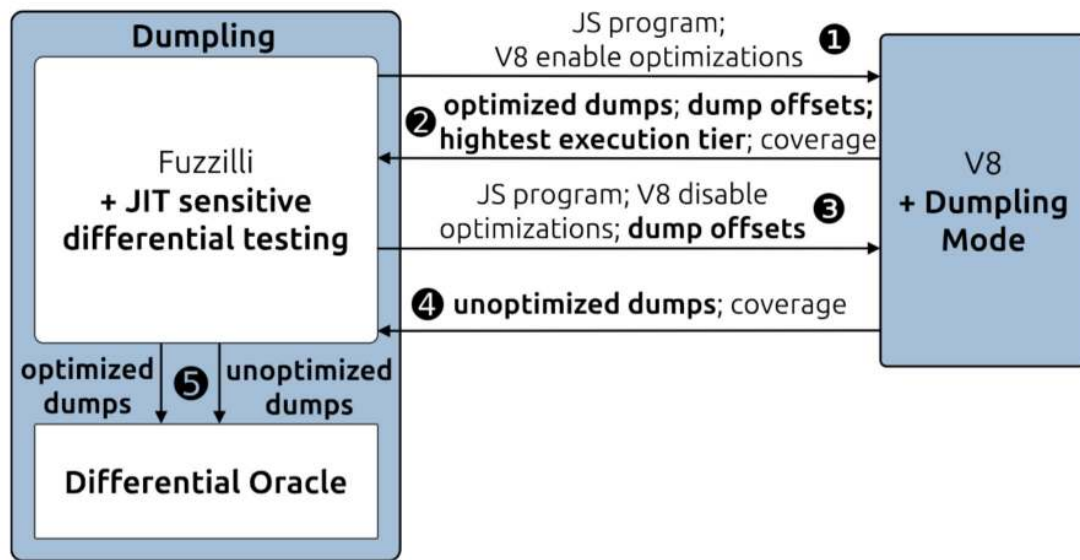 Dumpling
JS program;
V8 enable optimizations
❶
❷
optimized dumps; dump offsets;
hightest execution tier; coverage
Fuzzilli
+ JIT sensitive
differential testing
V8
+ Dumpling
Mode
JS program; V8 disable
optimizations; dump offsets
❸
❹ unoptimized dumps; coverage
optimized
dumps
❺
unoptimized
dumps
Differential Oracle